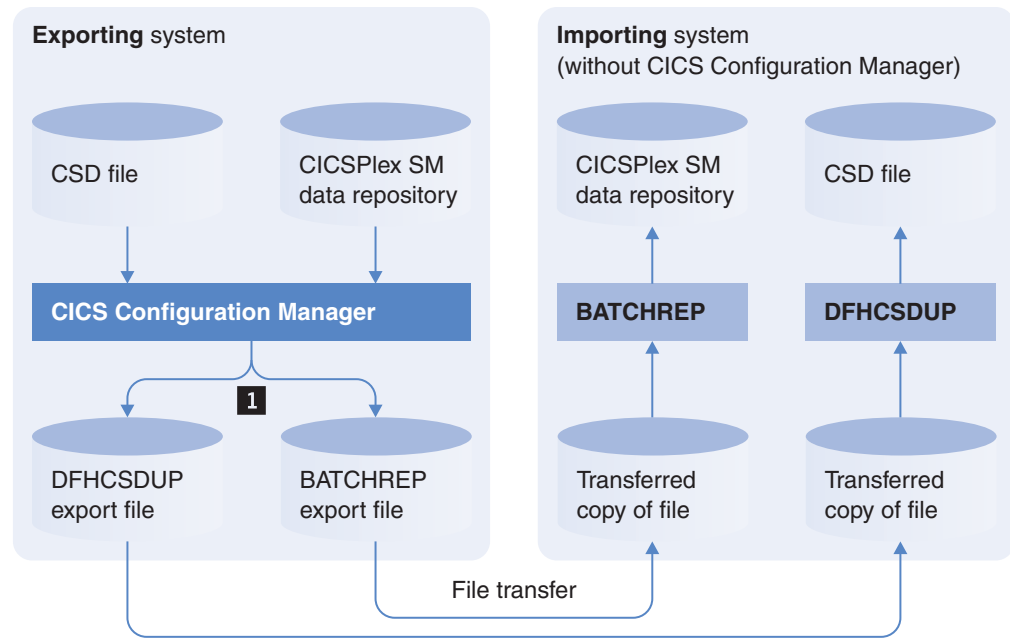 Exporting system
CSD file
CICSPlex SM
data repository
CICS Configuration Manager
1
DFHCSDUP
export file
BATCHREP
export file
Importing system
(without CICS Configuration Manager)
CICSPlex SM
data repository
CSD file
BATCHREP
DFHCSDUP
Transferred
copy of file
Transferred
copy of file
File transfer